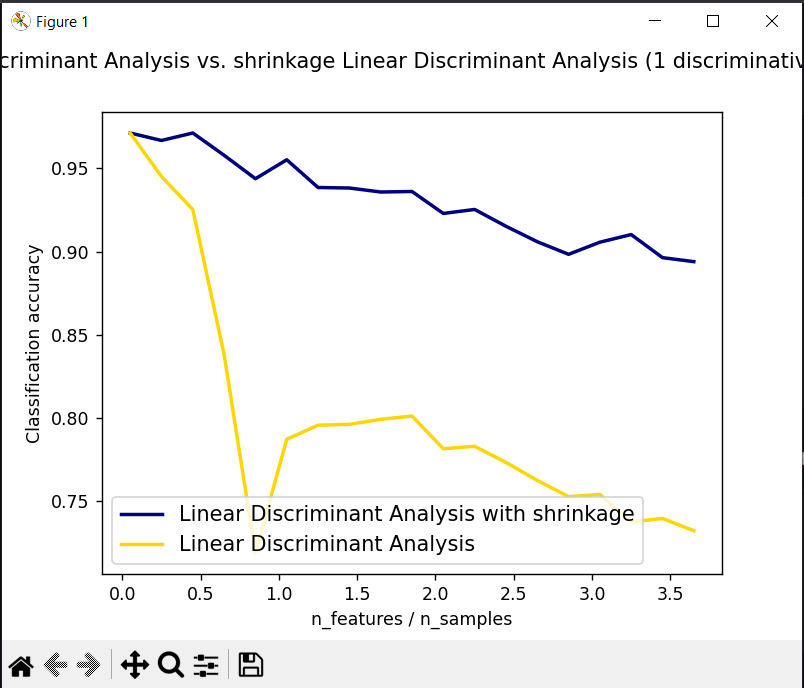 Figure 1
criminant Analysis vs. shrinkage Linear Discriminant Analysis (1 discriminativ
0.95
0.90
0.85
0.80
0.75
Classification accuracy
Linear Discriminant Analysis with shrinkage
Linear Discriminant Analysis
0.0 0.5 1.0 1.5 2.0 2.5 3.0 3.5
n_features / n_samples